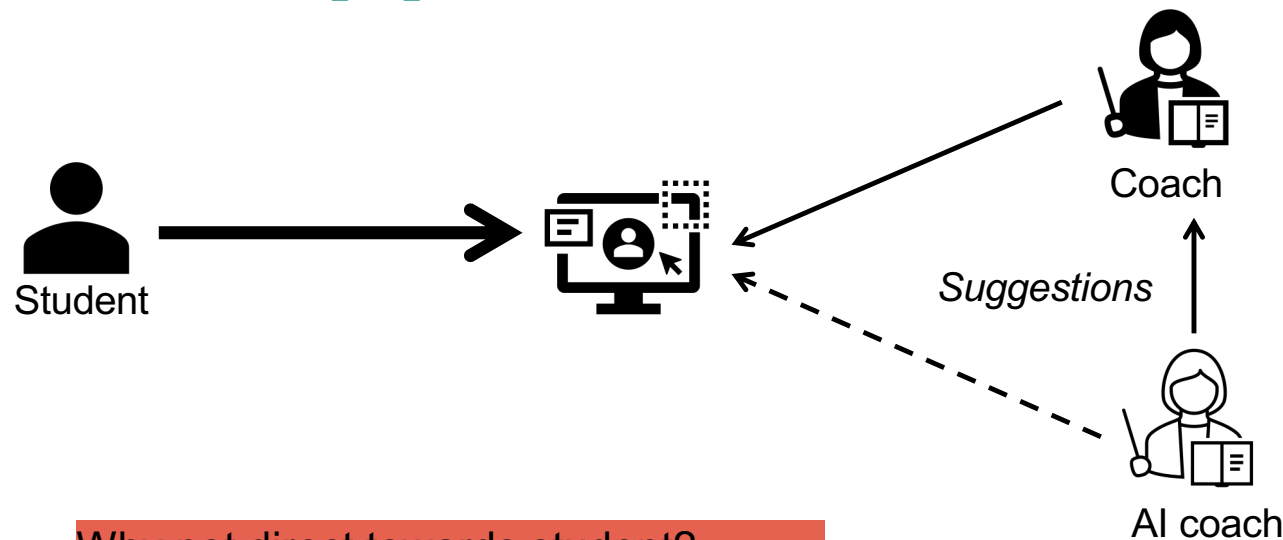 Coach
Student
Suggestions
AI coach
Why not direct towards student?